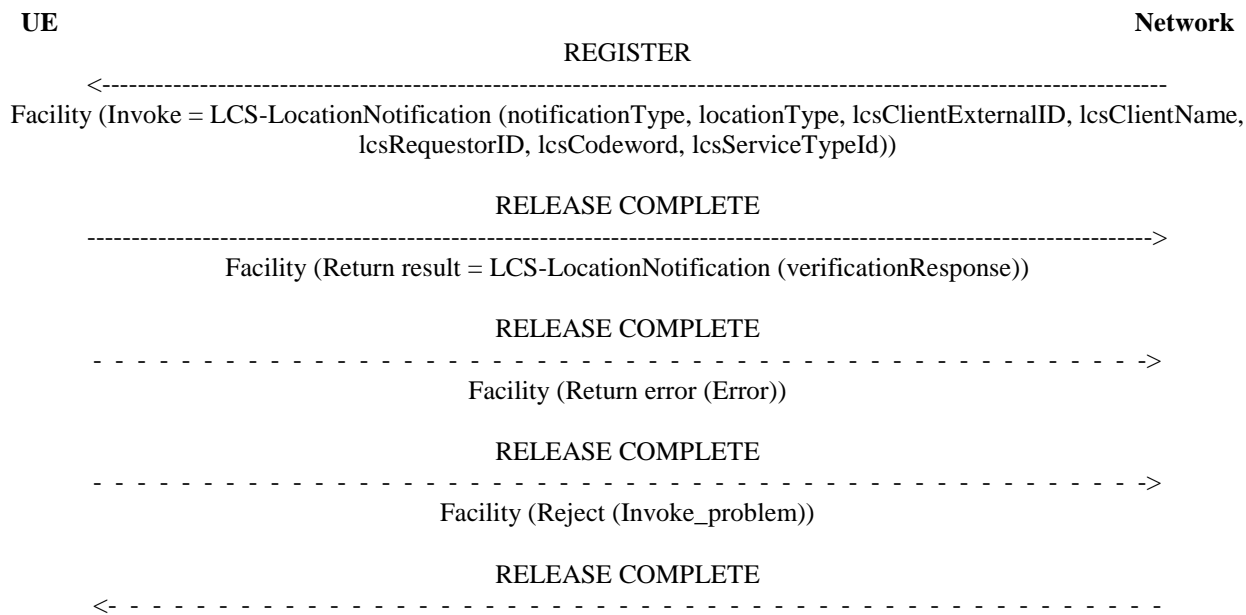 UE Network
REGISTER
<------------------------------------------------------------------------------------------------------------------------
Facility (Invoke = LCS-LocationNotification (notificationType, locationType, lcsClientExternalID, lcsClientName,
lcsRequestorID, lcsCodeword, lcsServiceTypeId))
RELEASE COMPLETE
------------------------------------------------------------------------------------------------------------------------>
Facility (Return result = LCS-LocationNotification (verificationResponse))
RELEASE COMPLETE
- - - - - - - - - - - - - - - - - - - - - - - - - - - - - - - - - - - - - - - - - - - - - - - ->
Facility (Return error (Error))
RELEASE COMPLETE
- - - - - - - - - - - - - - - - - - - - - - - - - - - - - - - - - - - - - - - - - - - - - - - ->
Facility (Reject (Invoke_problem))
RELEASE COMPLETE
<- - - - - - - - - - - - - - - - - - - - - - - - - - - - - - - - - - - - - - - - - - - - - - - -